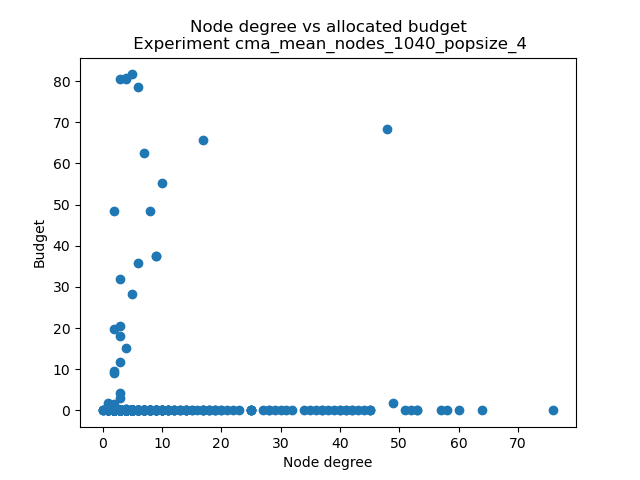 Node degree vs allocated budget
Experiment cma_mean_nodes_1040_popsize_4
80
70
60
50
40
30
20
10
0
Budget
0 10 20 30 40 50 60 70
Node degree